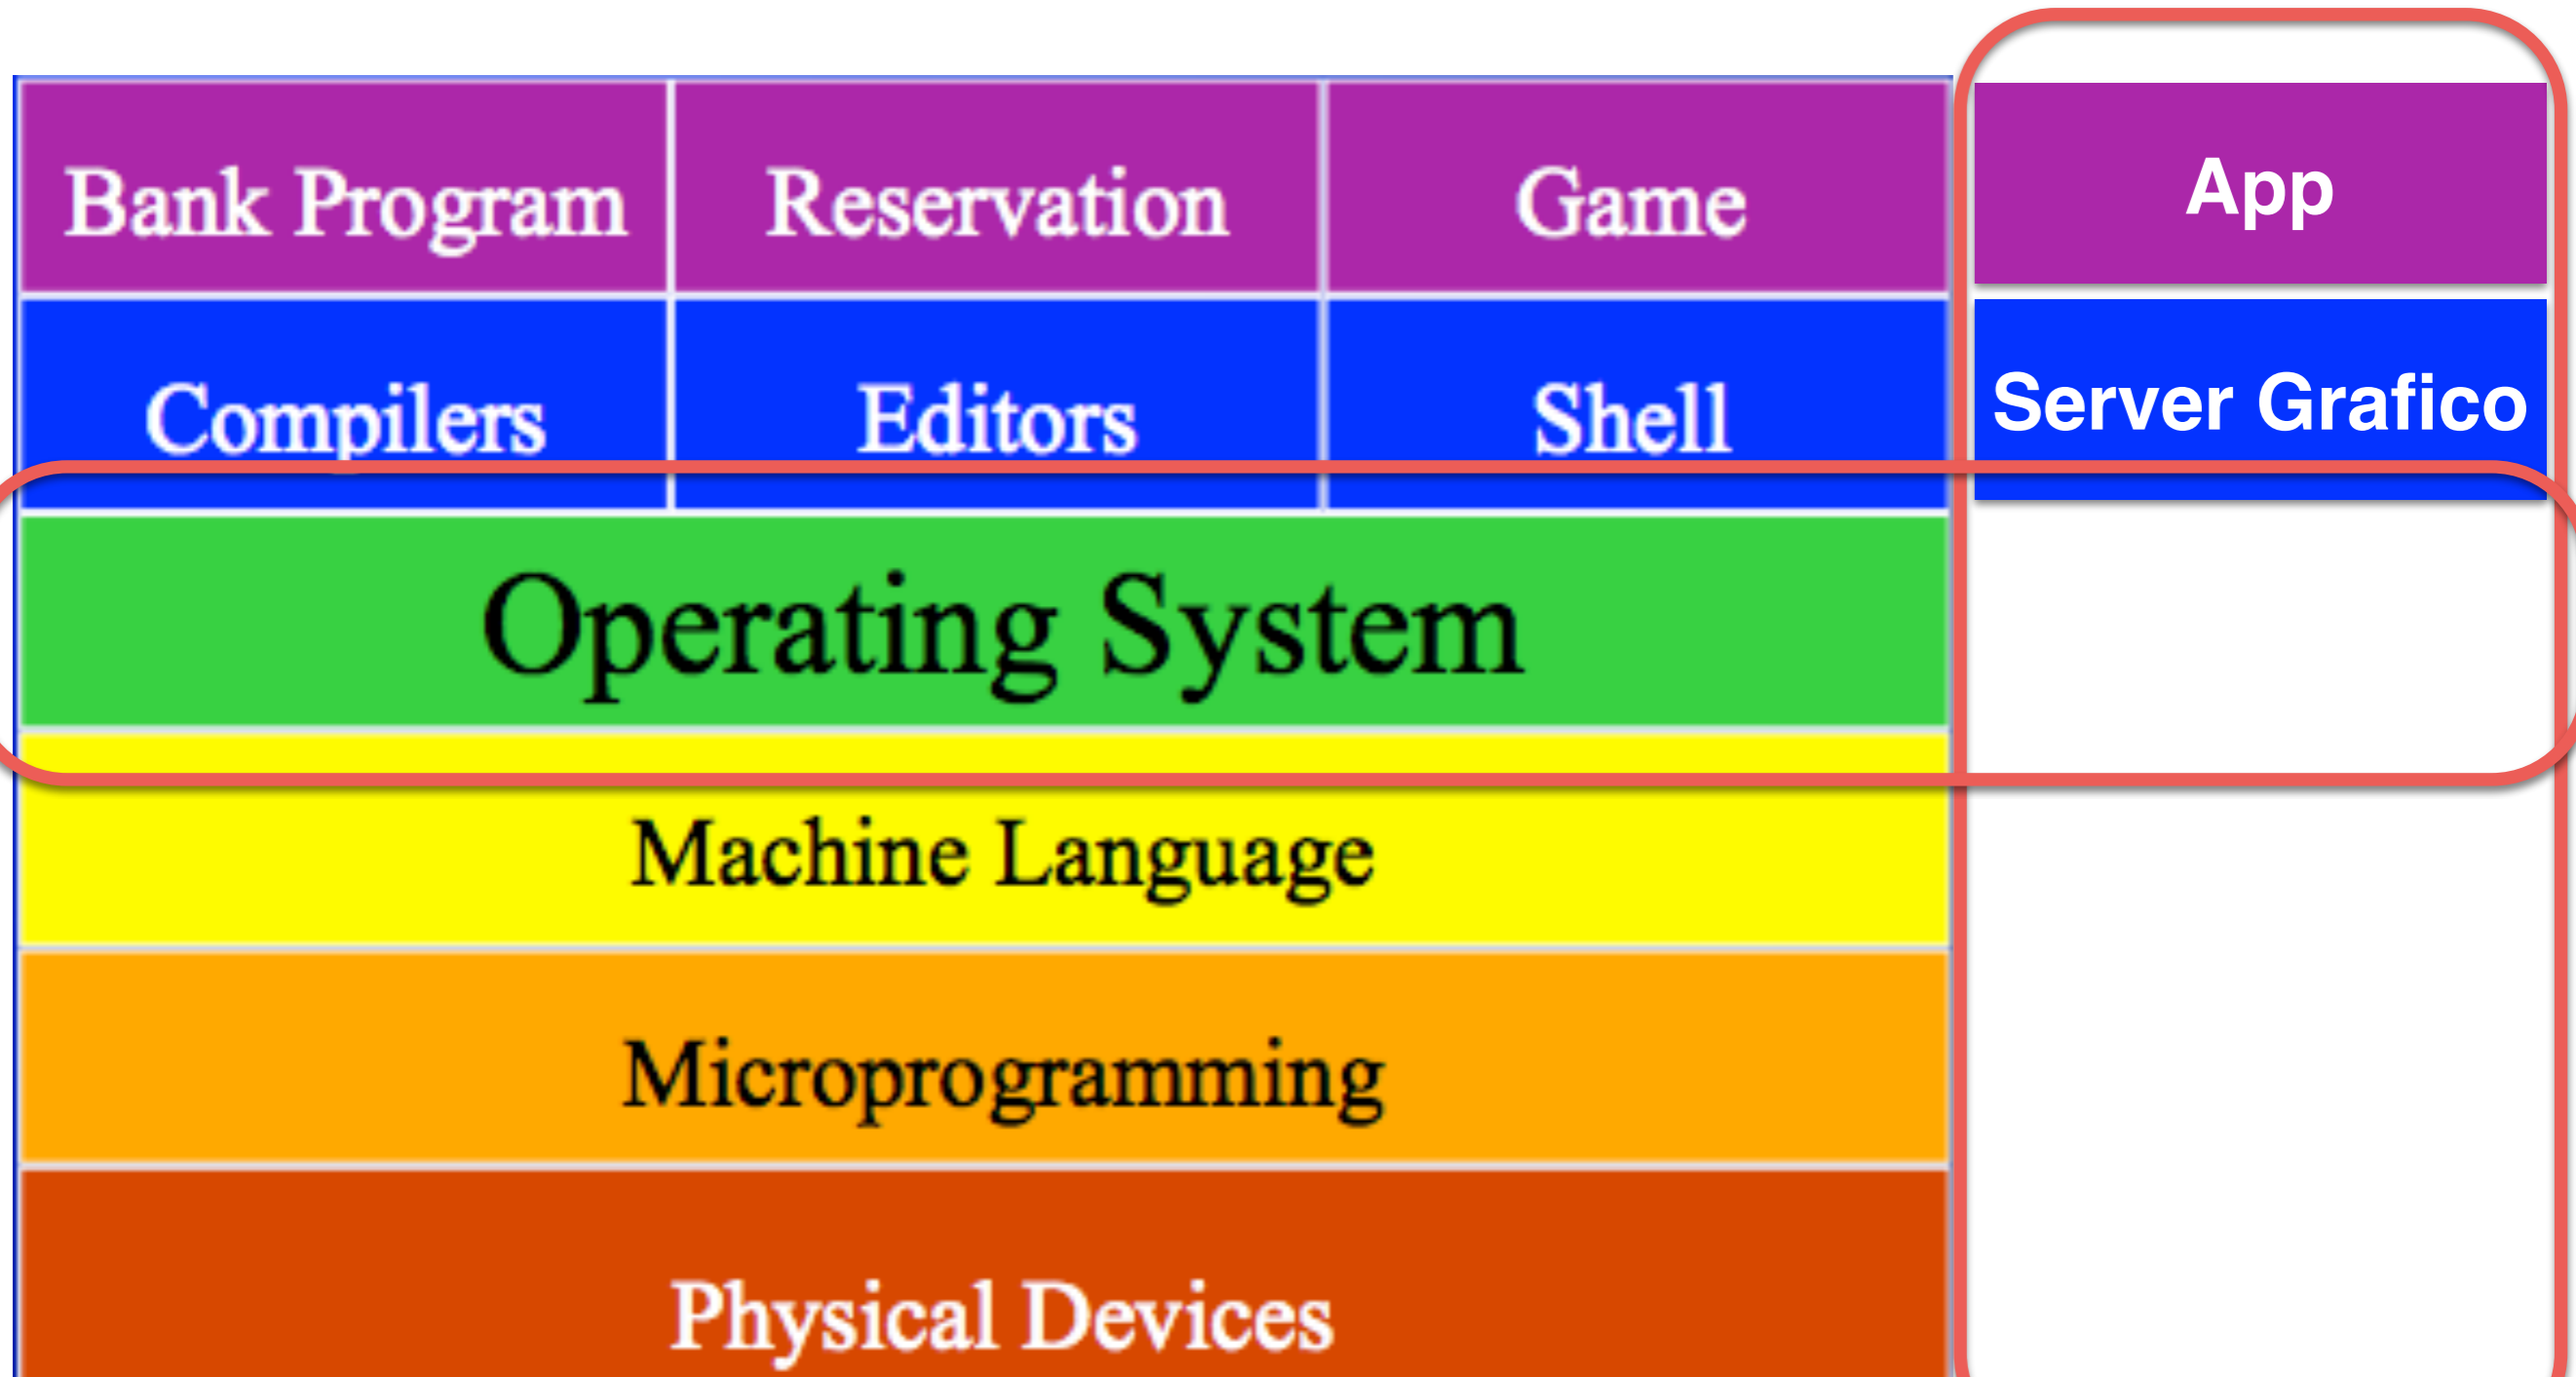 Bank Program
Reservation
Game
App
Compilers
Editors
Shell
Server Grafico
Operating System
Machine Language
Microprogramming
Physical Devices